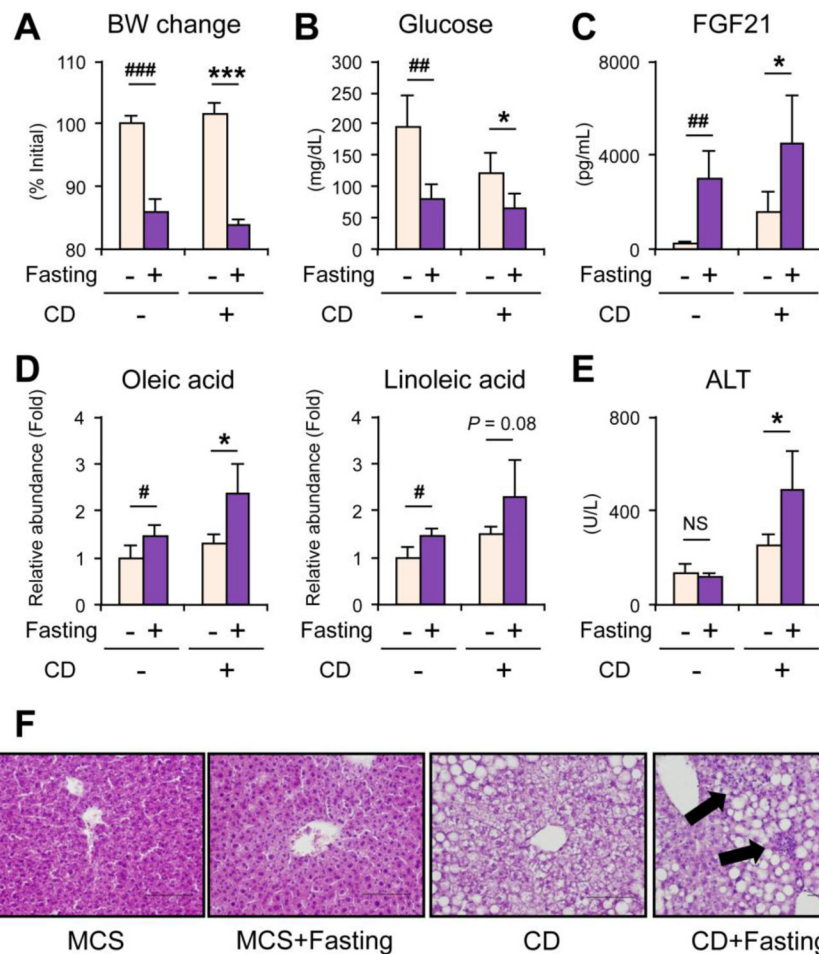 A BW change
110
100
90
80
(% Initial)
###
***
Fasting - + - +
CD - +
B Glucose
300
250
200
150
100
50
0
(mg/dL)
##
*
Fasting - + - +
CD - +
C FGF21
8000
4000
0
(pg/mL)
##
*
Fasting - + - +
CD - +
D Oleic acid
4
3
2
1
0
Relative abundance (Fold)
#
*
Fasting - + - +
CD - +
Linoleic acid
4
3
2
1
0
Relative abundance (Fold)
#
P = 0.08
Fasting - + - +
CD - +
E ALT
800
400
0
(U/L)
NS
*
Fasting - + - +
CD - +
F
MCS
MCS+Fasting
CD
CD+Fasting